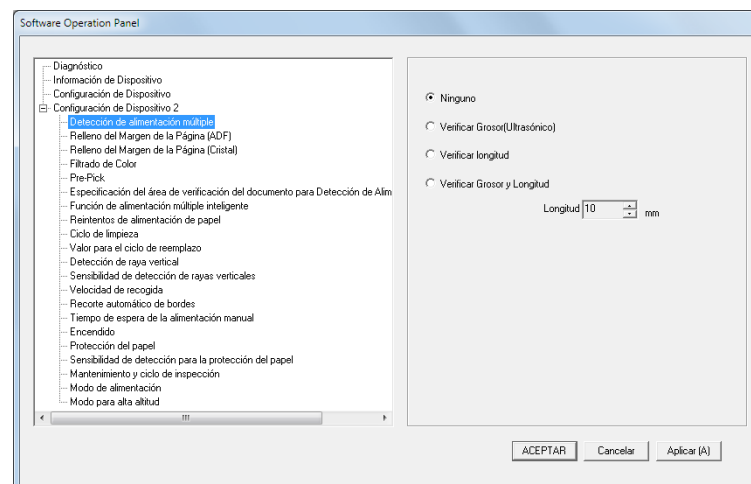 Software Operation Panel
Diagnóstico
Información de Dispositivo
Configuración de Dispositivo
Configuración de Dispositivo 2
Detección de alimentación múltiple
Relleno del Margen de la Página (ADF)
Relleno del Margen de la Página (Cristal)
Filtrado de Color
Pre-Pick
Especificación del área de verificación del documento para Detección de Alim
Función de alimentación múltiple inteligente
Reintentos de alimentación de papel
Ciclo de limpieza
Valor para el ciclo de reemplazo
Detección de raya vertical
Sensibilidad de detección de rayas verticales
Velocidad de recogida
Recorte automático de bordes
Tiempo de espera de la alimentación manual
Encendido
Protección del papel
Sensibilidad de detección para la protección del papel
Mantenimiento y ciclo de inspección
Modo de alimentación
Modo para alta altitud
Ninguno
Verificar Grosor(Ultrasónico)
Verificar longitud
Verificar Grosor y Longitud
Longitud 10 mm
ACEPTAR Cancelar Aplicar (A)